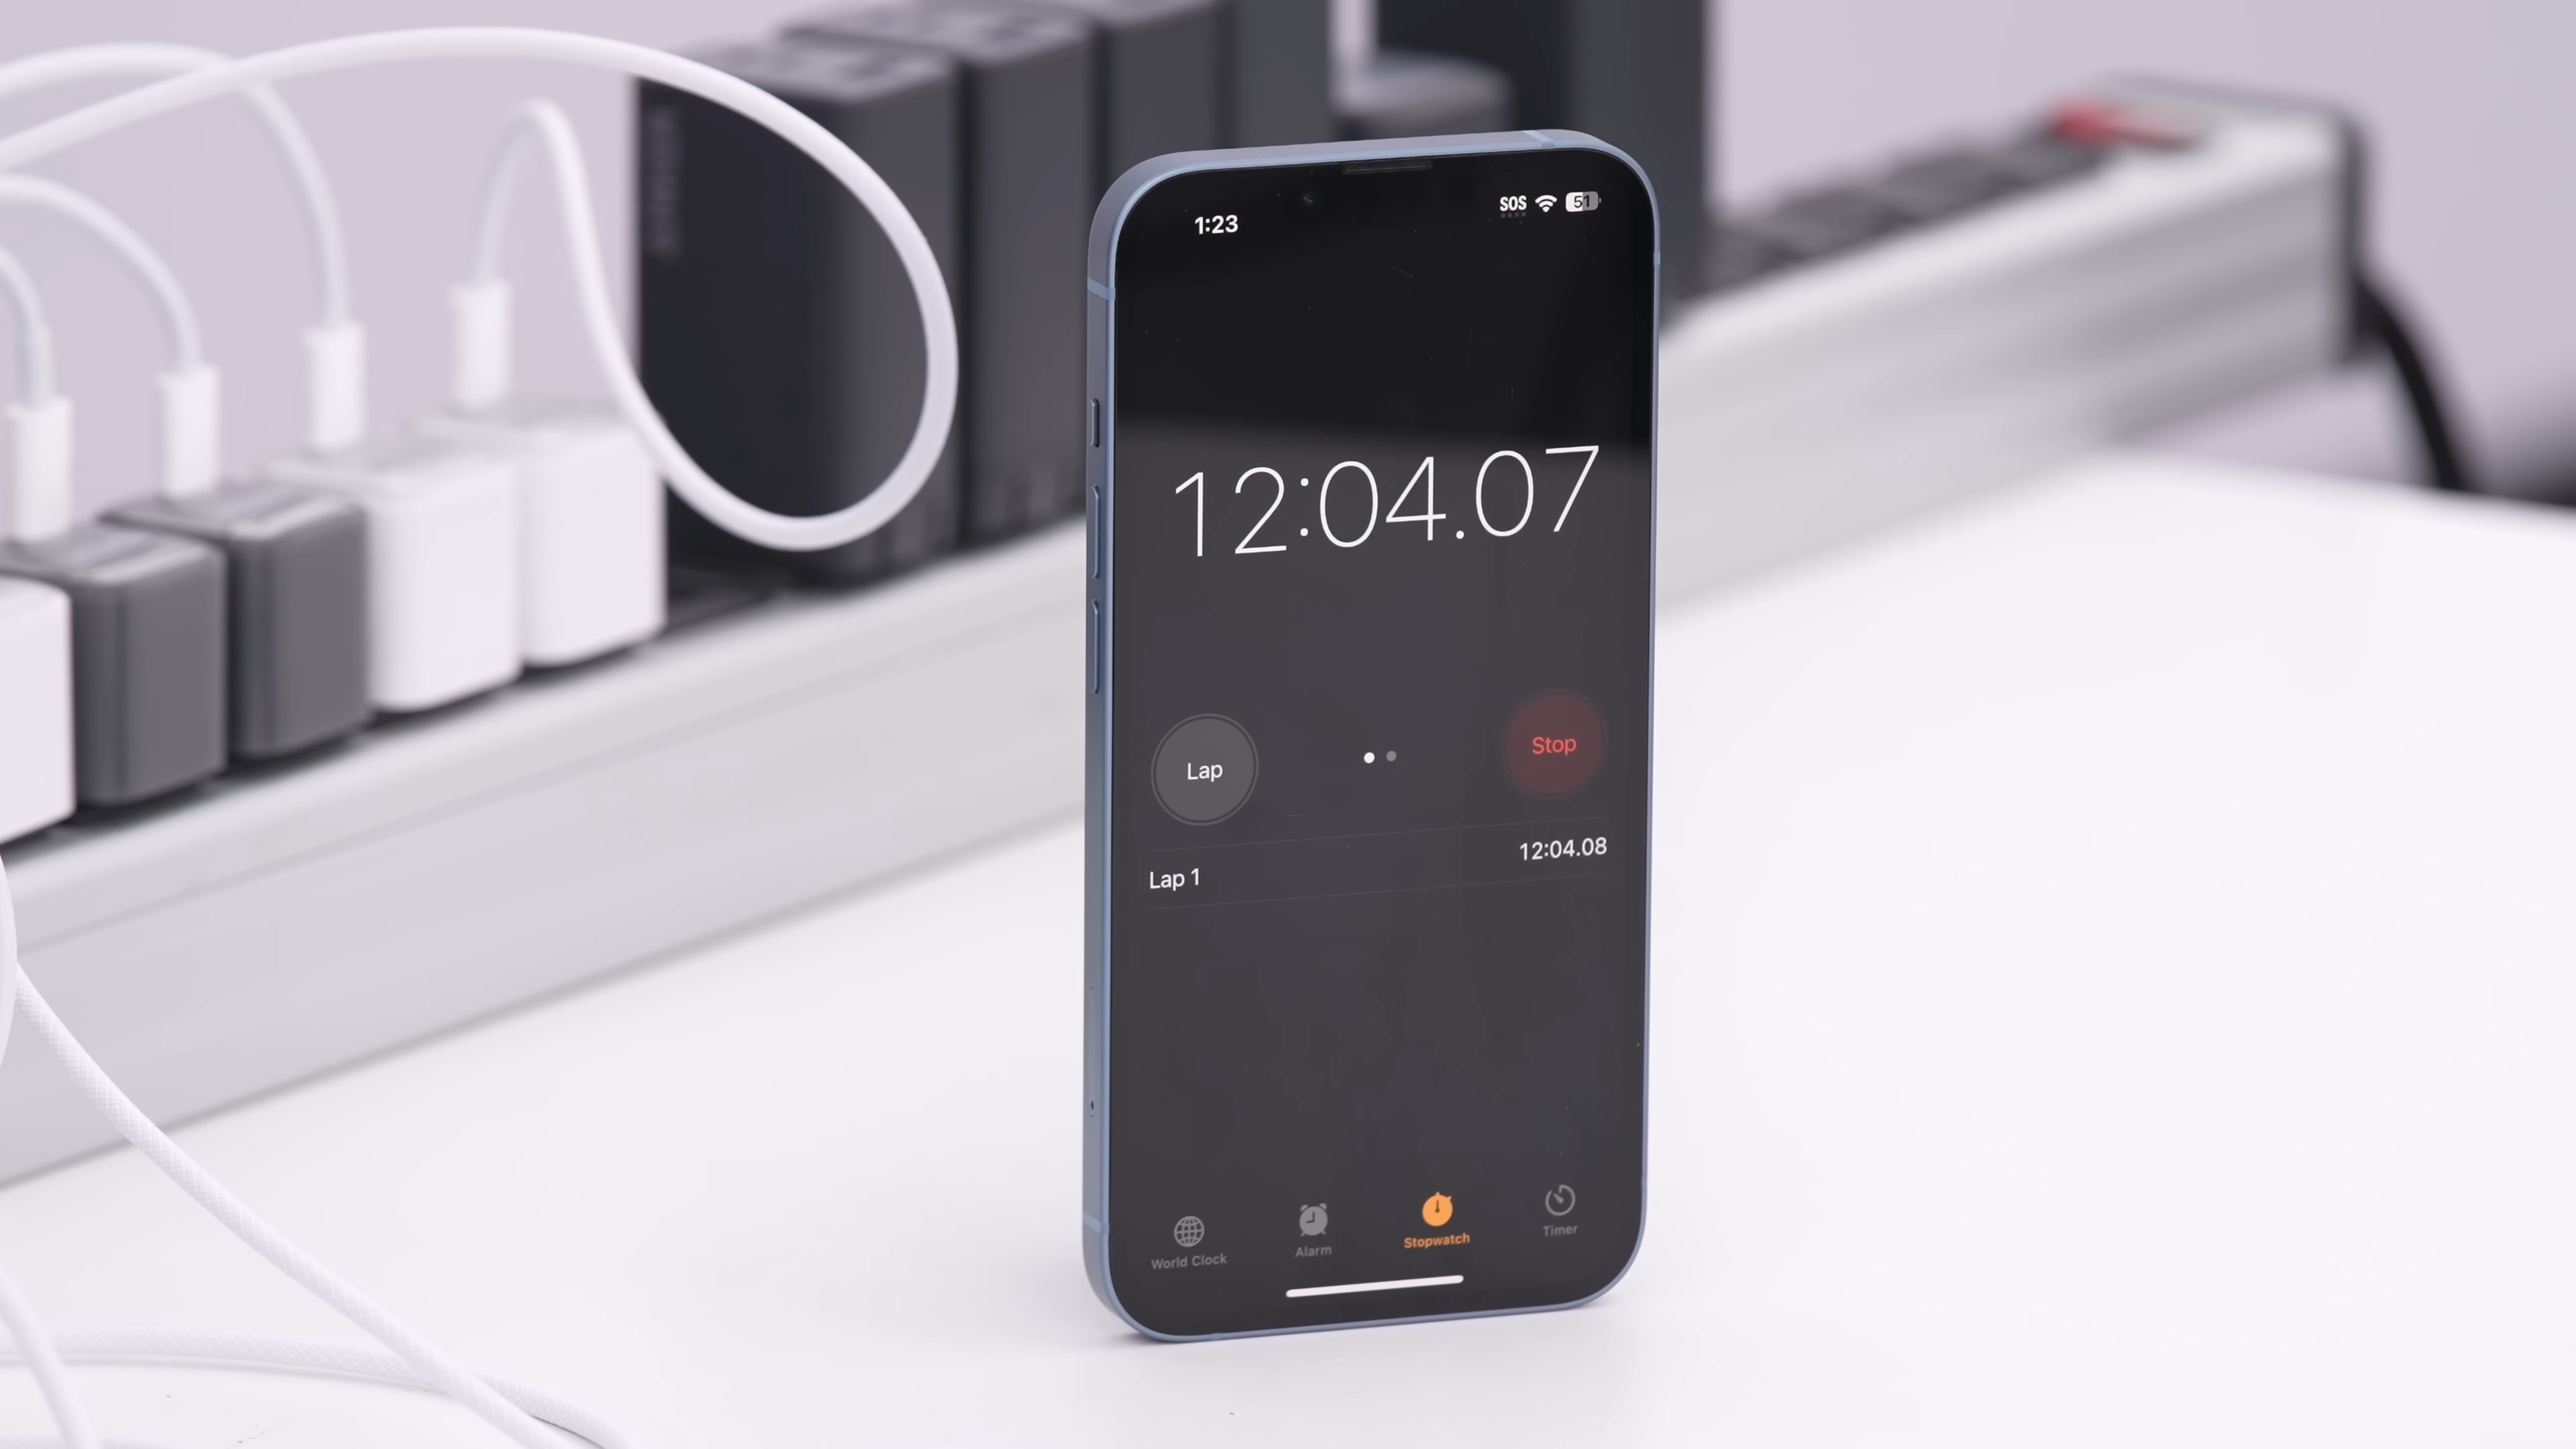 1:23
SOS
51
12:04.07
Lap
Stop
Lap 1
12:04.08
World Clock
Alarm
Stopwatch
Timer